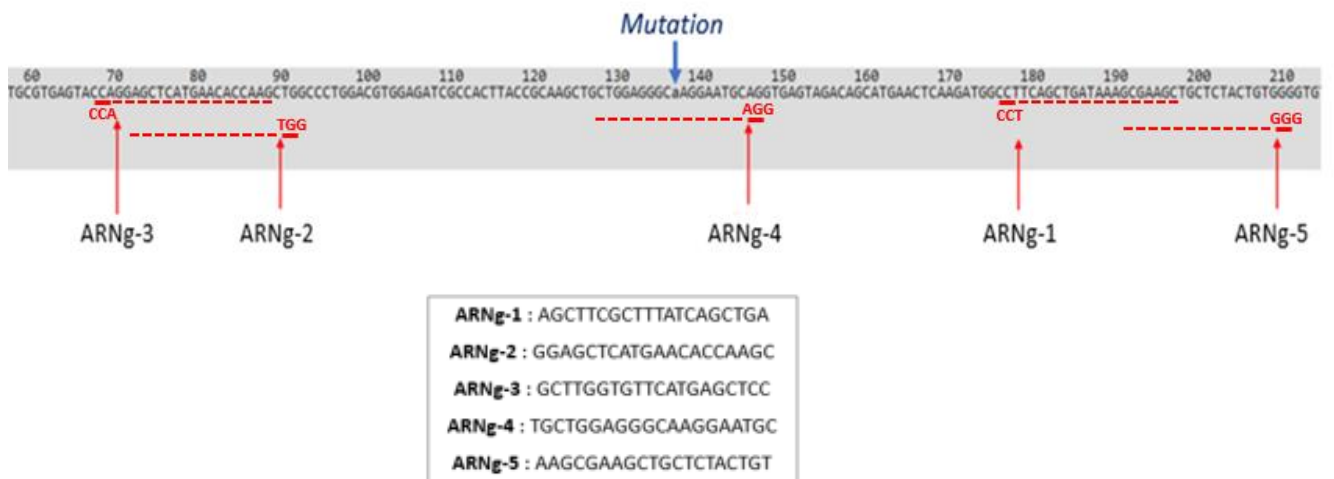 Mutation
60 70 80 90 100 110 120 130 140 150 160 170 180 190 200 210
TGCGTGAGTACCAGGAGCTCATGAACACCAAGCTGGCCCTGGACGTGGAGATCGCCACTTACCGCAAGCTGCTGGAGGGCaAGGAATGCAGGTGAGTAGACAGCATGAACTCAAGATGGCCTTCAGCTGATAAAGCGAAGCTGCTCTACTGTGGGGTG
CCA TGG AGG CCT GGG
ARNg-3 ARNg-2 ARNg-4 ARNg-1 ARNg-5
ARNg-1 : AGCTTCGCTTTATCAGCTGA
ARNg-2 : GGAGCTCATGAACACCAAGC
ARNg-3 : GCTTGGTGTTCATGAGCTCC
ARNg-4 : TGCTGGAGGGCAAGGAATGC
ARNg-5 : AAGCGAAGCTGCTCTACTGT